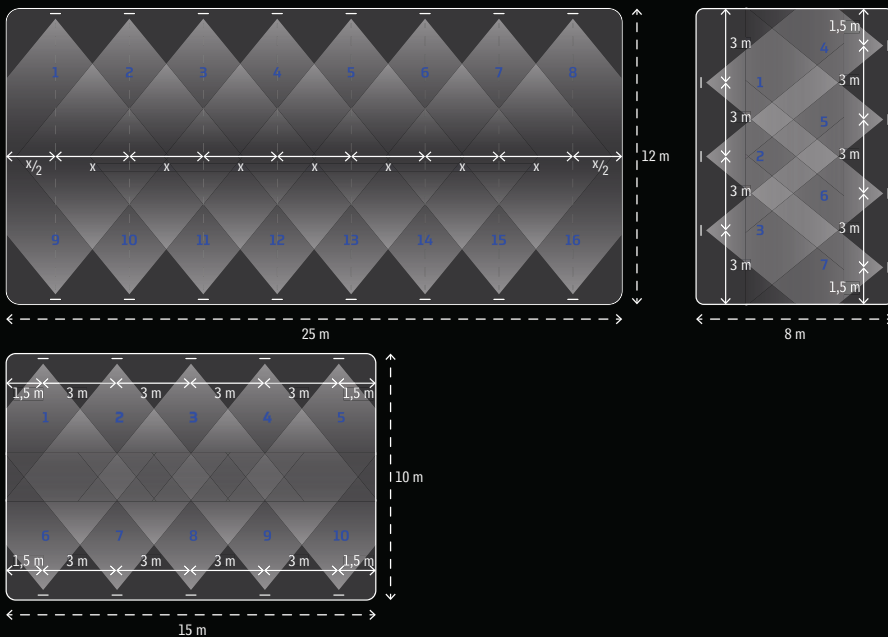 1 2 3 4 5 6 7 8
x/2 x x x x x x x x/2
9 10 11 12 13 14 15 16
12 m
25 m
1,5 m
3 m
4
3 m
1
3 m
5
3 m
2
3 m
6
3 m
3
3 m
7
1,5 m
8 m
1,5 m 3 m 3 m 3 m 3 m 1,5 m
1 2 3 4 5
10 m
6 7 8 9 10
1,5 m 3 m 3 m 3 m 3 m 1,5 m
15 m